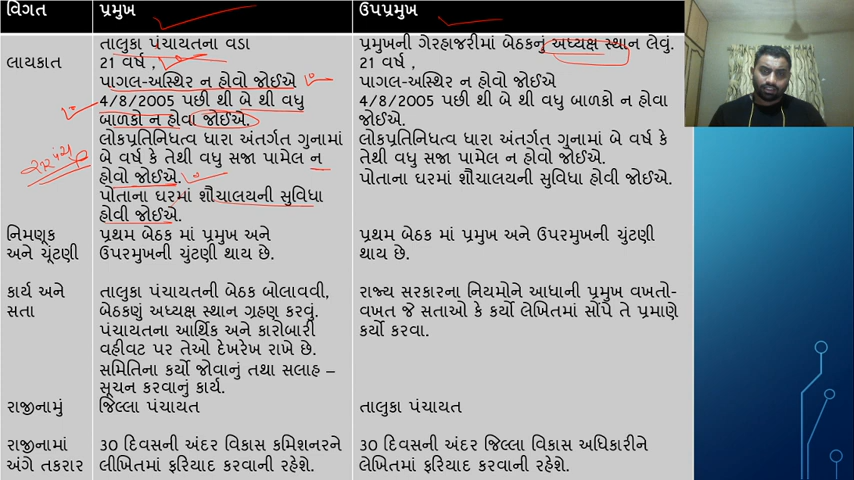 વિગત પ્રમુખ ઉપપ્રમુખ
લાયકાત
તાલુકા પંચાયતના વડા
21 વર્ષ ,
પાગલ-અસ્થિર ન હોવો જોઈએ
4/8/2005 પછી થી બે થી વધુ
બાળકો ન હોવા જોઈએ.
લોકપ્રતિનિધત્વ ધારા અંતર્ગત ગુનામાં
બે વર્ષ કે તેથી વધુ સજા પામેલ ન
હોવો જોઈએ.
પોતાના ઘરમાં શૌચાલયની સુવિધા
હોવી જોઈએ.
પ્રમુખની ગેરહાજરીમાં બેઠકનું અધ્યક્ષ સ્થાન લેવું.
21 વર્ષ ,
પાગલ-અસ્થિર ન હોવો જોઈએ
4/8/2005 પછી થી બે થી વધુ બાળકો ન હોવા
જોઈએ.
લોકપ્રતિનિધત્વ ધારા અંતર્ગત ગુનામાં બે વર્ષ કે
તેથી વધુ સજા પામેલ ન હોવો જોઈએ.
પોતાના ઘરમાં શૌચાલયની સુવિધા હોવી જોઈએ.
નિમણૂક
અને ચૂંટણી
પ્રથમ બેઠક માં પ્રમુખ અને
ઉપરમુખની ચુંટણી થાય છે.
પ્રથમ બેઠક માં પ્રમુખ અને ઉપરમુખની ચુંટણી
થાય છે.
કાર્ય અને
સતા
તાલુકા પંચાયતની બેઠક બોલાવવી,
બેઠકણું અધ્યક્ષ સ્થાન ગ્રહણ કરવું.
પંચાયતના આર્થિક અને કારોબારી
વહીવટ પર તેઓ દેખરેખ રાખે છે.
સમિતિના કર્યો જોવાનું તથા સલાહ –
સૂચન કરવાનું કાર્ય.
રાજ્ય સરકારના નિયમોને આધાની પ્રમુખ વખતો-
વખત જે સતાઓ કે કર્યો લેખિતમાં સોંપે તે પ્રમાણે
કર્યો કરવા.
રાજીનામું જિલ્લા પંચાયત તાલુકા પંચાયત
રાજીનામાં
અંગે તકરાર
30 દિવસની અંદર વિકાસ કમિશનરને
લીખિતમાં ફરિયાદ કરવાની રહેશે.
30 દિવસની અંદર જિલ્લા વિકાસ અધિકારીને
લેખિતમાં ફરિયાદ કરવાની રહેશે.